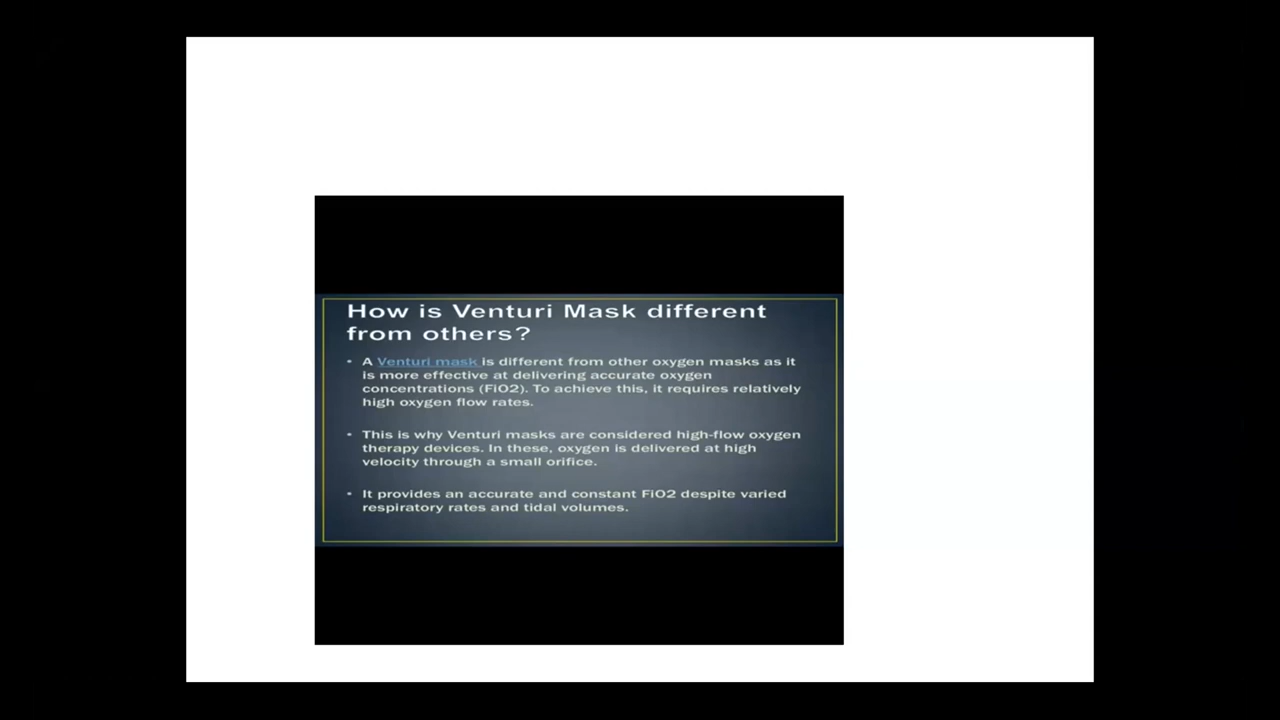 How is Venturi Mask different
from others?
• A Venturi mask is different from other oxygen masks as it
is more effective at delivering accurate oxygen
concentrations (FiO2). To achieve this, it requires relatively
high oxygen flow rates.
• This is why Venturi masks are considered high-flow oxygen
therapy devices. In these, oxygen is delivered at high
velocity through a small orifice.
• It provides an accurate and constant FiO2 despite varied
respiratory rates and tidal volumes.